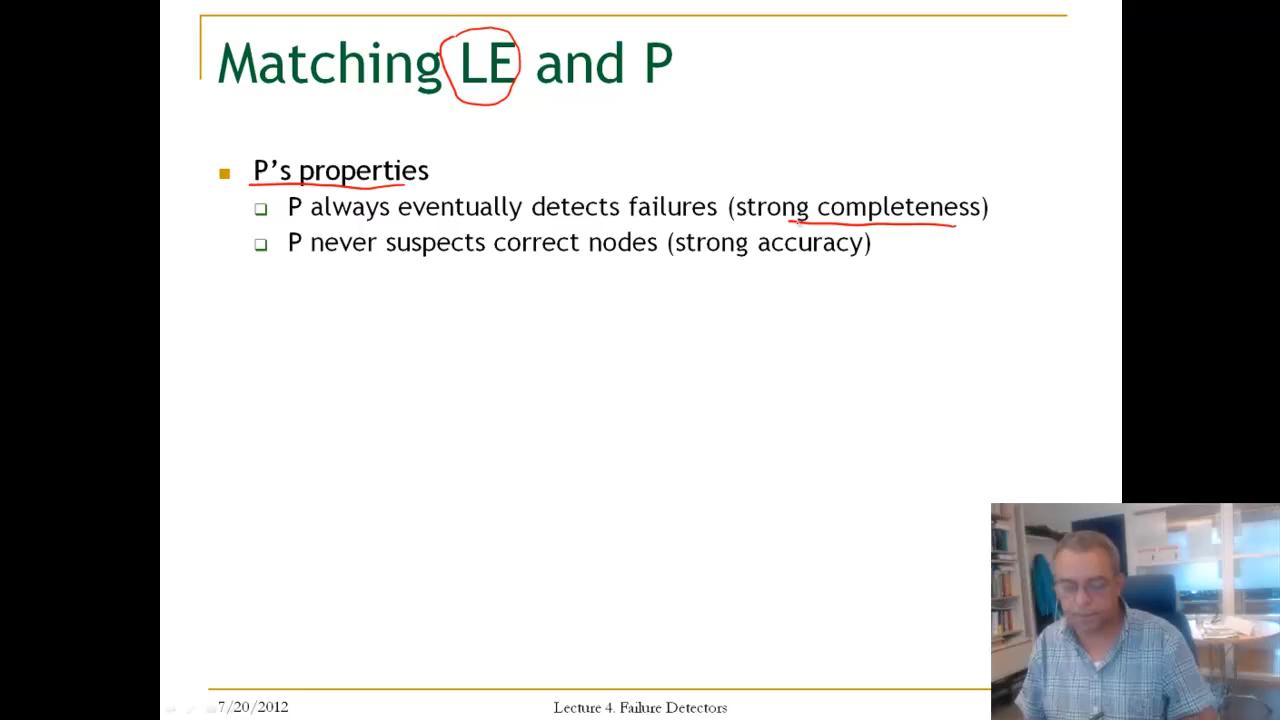 Matching LE and P
P's properties
P always eventually detects failures (strong completeness)
P never suspects correct nodes (strong accuracy)
7/20/2012
Lecture 4. Failure Detectors